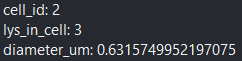 cell_id: 2
lys_in_cell: 3
diameter_um: 0.6315749952197075